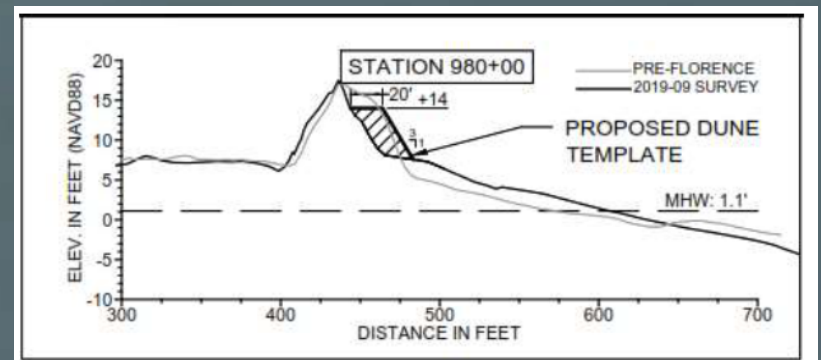 STATION 980+00
PRE-FLORENCE
2019-09 SURVEY
20'
+14
3
1
PROPOSED DUNE
TEMPLATE
MHW: 1.1'
ELEV. IN FEET (NAVD88)
20
15
10
5
0
-5
-10
300
400
500
600
700
DISTANCE IN FEET